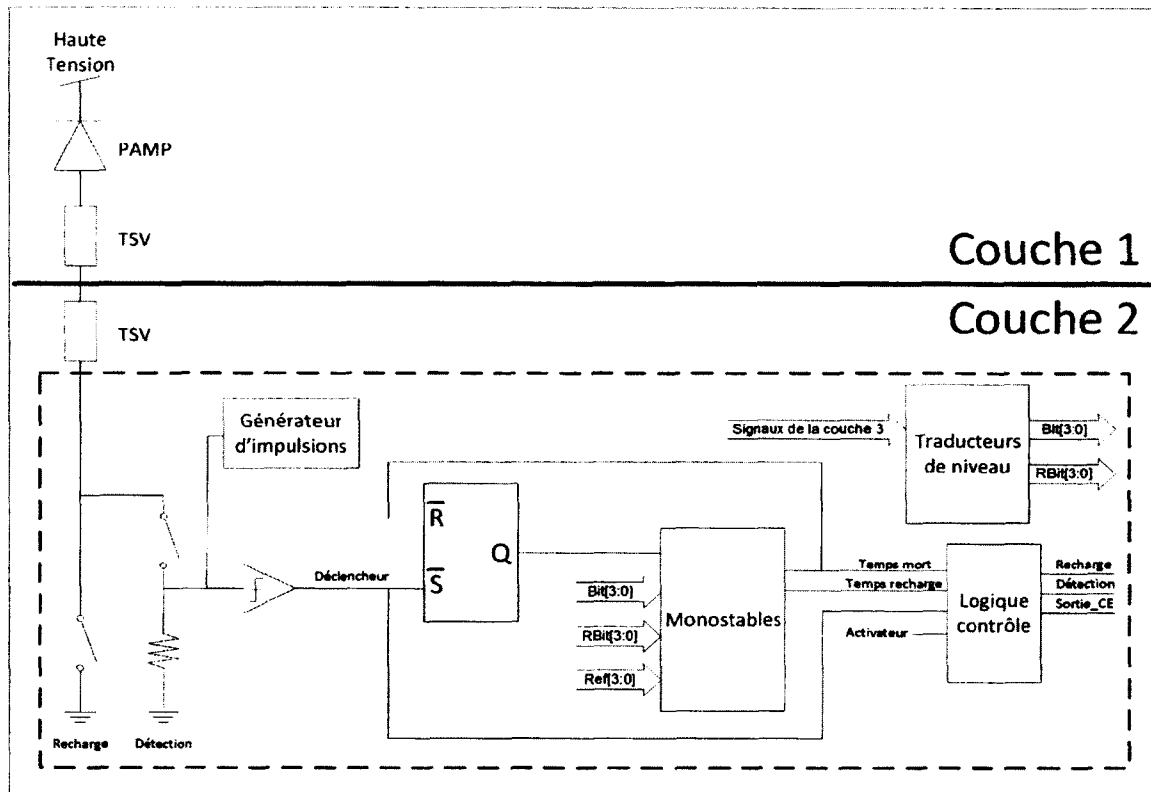 Haute
Tension
PAMP
TSV
Couche 1
TSV
Couche 2
Générateur
d'impulsions
Signaux de la couche 3
Traducteurs
de niveau
Bit[3:0]
RBit[3:0]
R
S
Q
Déclencheur
Bit[3:0]
RBit[3:0]
Ref[3:0]
Monostables
Temps mort
Temps recharge
Activateur
Logique
contrôle
Recharge
Détection
Sortie_CE
Recharge
Détection